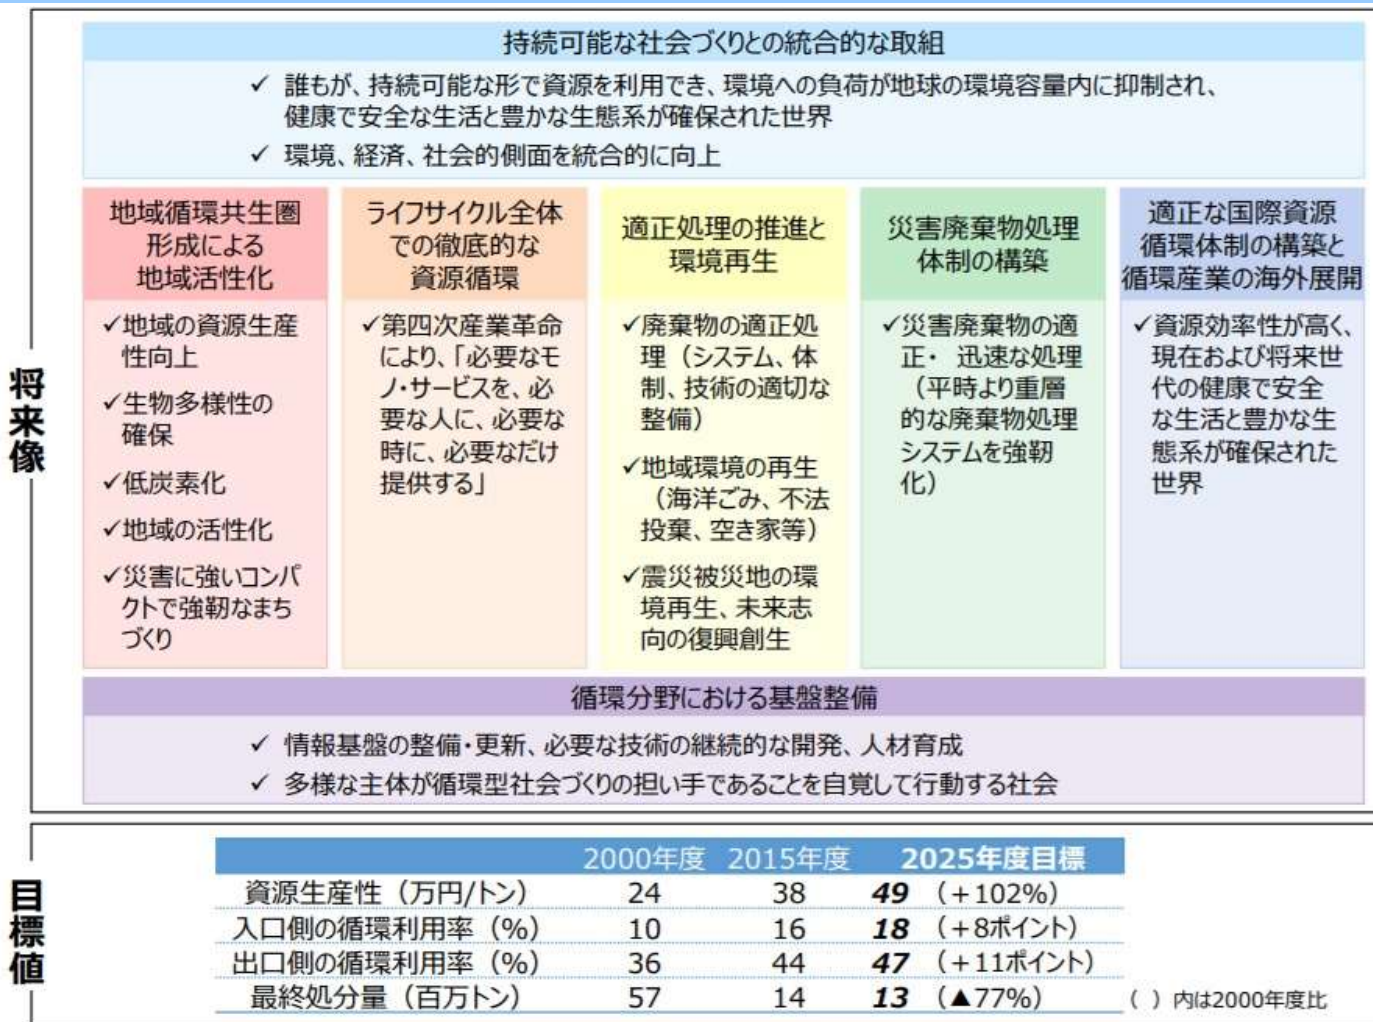 将来像
持続可能な社会づくりとの統合的な取組
✓ 誰もが、持続可能な形で資源を利用でき、環境への負荷が地球の環境容量内に抑制され、
健康で安全な生活と豊かな生態系が確保された世界
✓ 環境、経済、社会的側面を統合的に向上
地域循環共生圏
形成による
地域活性化
✓地域の資源生産
性向上
✓生物多様性の
確保
✓低炭素化
✓地域の活性化
✓災害に強いコンパ
クトで強靭なまち
づくり
ライフサイクル全体
での徹底的な
資源循環
✓第四次産業革命
により、「必要なモ
ノ・サービスを、必
要な人に、必要な
時に、必要なだけ
提供する」
適正処理の推進と
環境再生
✓廃棄物の適正処
理（システム、体
制、技術の適切な
整備）
✓地域環境の再生
（海洋ごみ、不法
投棄、空き家等）
✓震災被災地の環
境再生、未来志
向の復興創生
災害廃棄物処理
体制の構築
✓災害廃棄物の適
正・ 迅速な処理
（平時より重層
的な廃棄物処理
システムを強靭
化）
適正な国際資源
循環体制の構築と
循環産業の海外展開
✓資源効率性が高く、
現在および将来世
代の健康で安全
な生活と豊かな生
態系が確保された
世界
循環分野における基盤整備
✓ 情報基盤の整備・更新、必要な技術の継続的な開発、人材育成
✓ 多様な主体が循環型社会づくりの担い手であることを自覚して行動する社会
目標値
2000年度 2015年度 2025年度目標
資源生産性（万円/トン） 24 38 49 （+102%）
入口側の循環利用率（%） 10 16 18 （+8ポイント）
出口側の循環利用率（%） 36 44 47 （+11ポイント）
最終処分量（百万トン） 57 14 13 （▲77%）
（ ）内は2000年度比